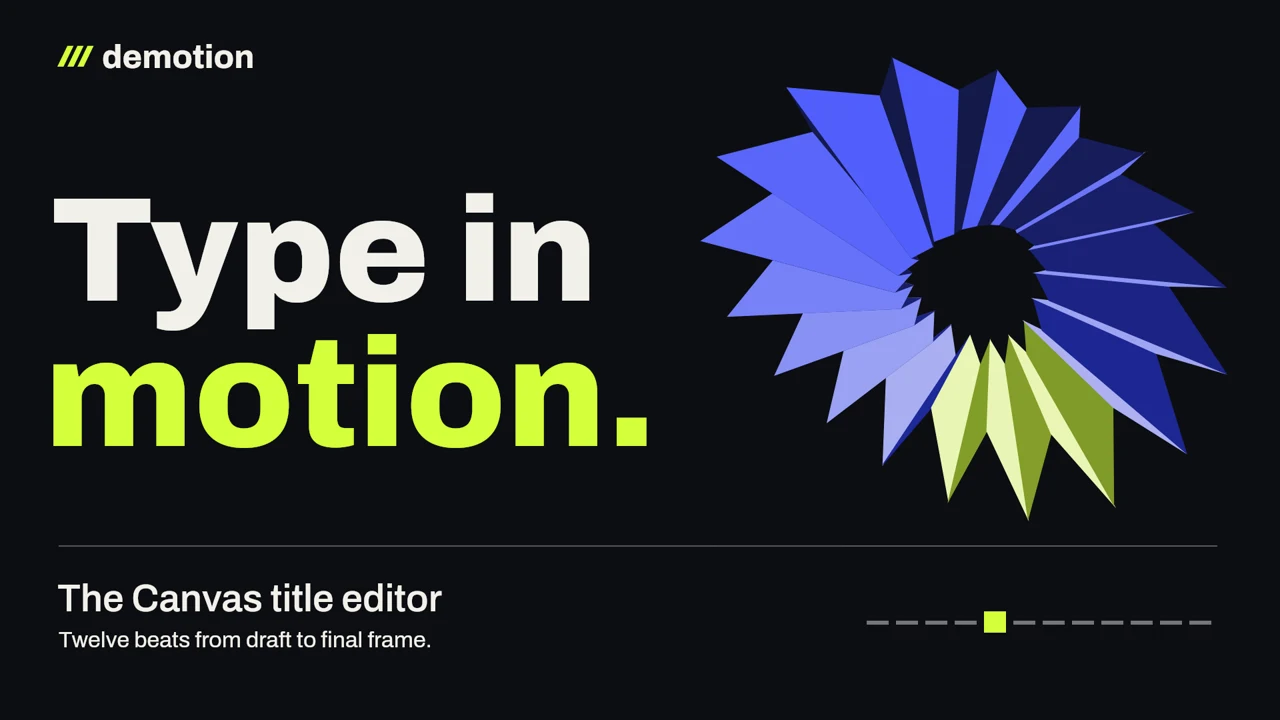 demotion
Type in
motion.
The Canvas title editor
Twelve beats from draft to final frame.